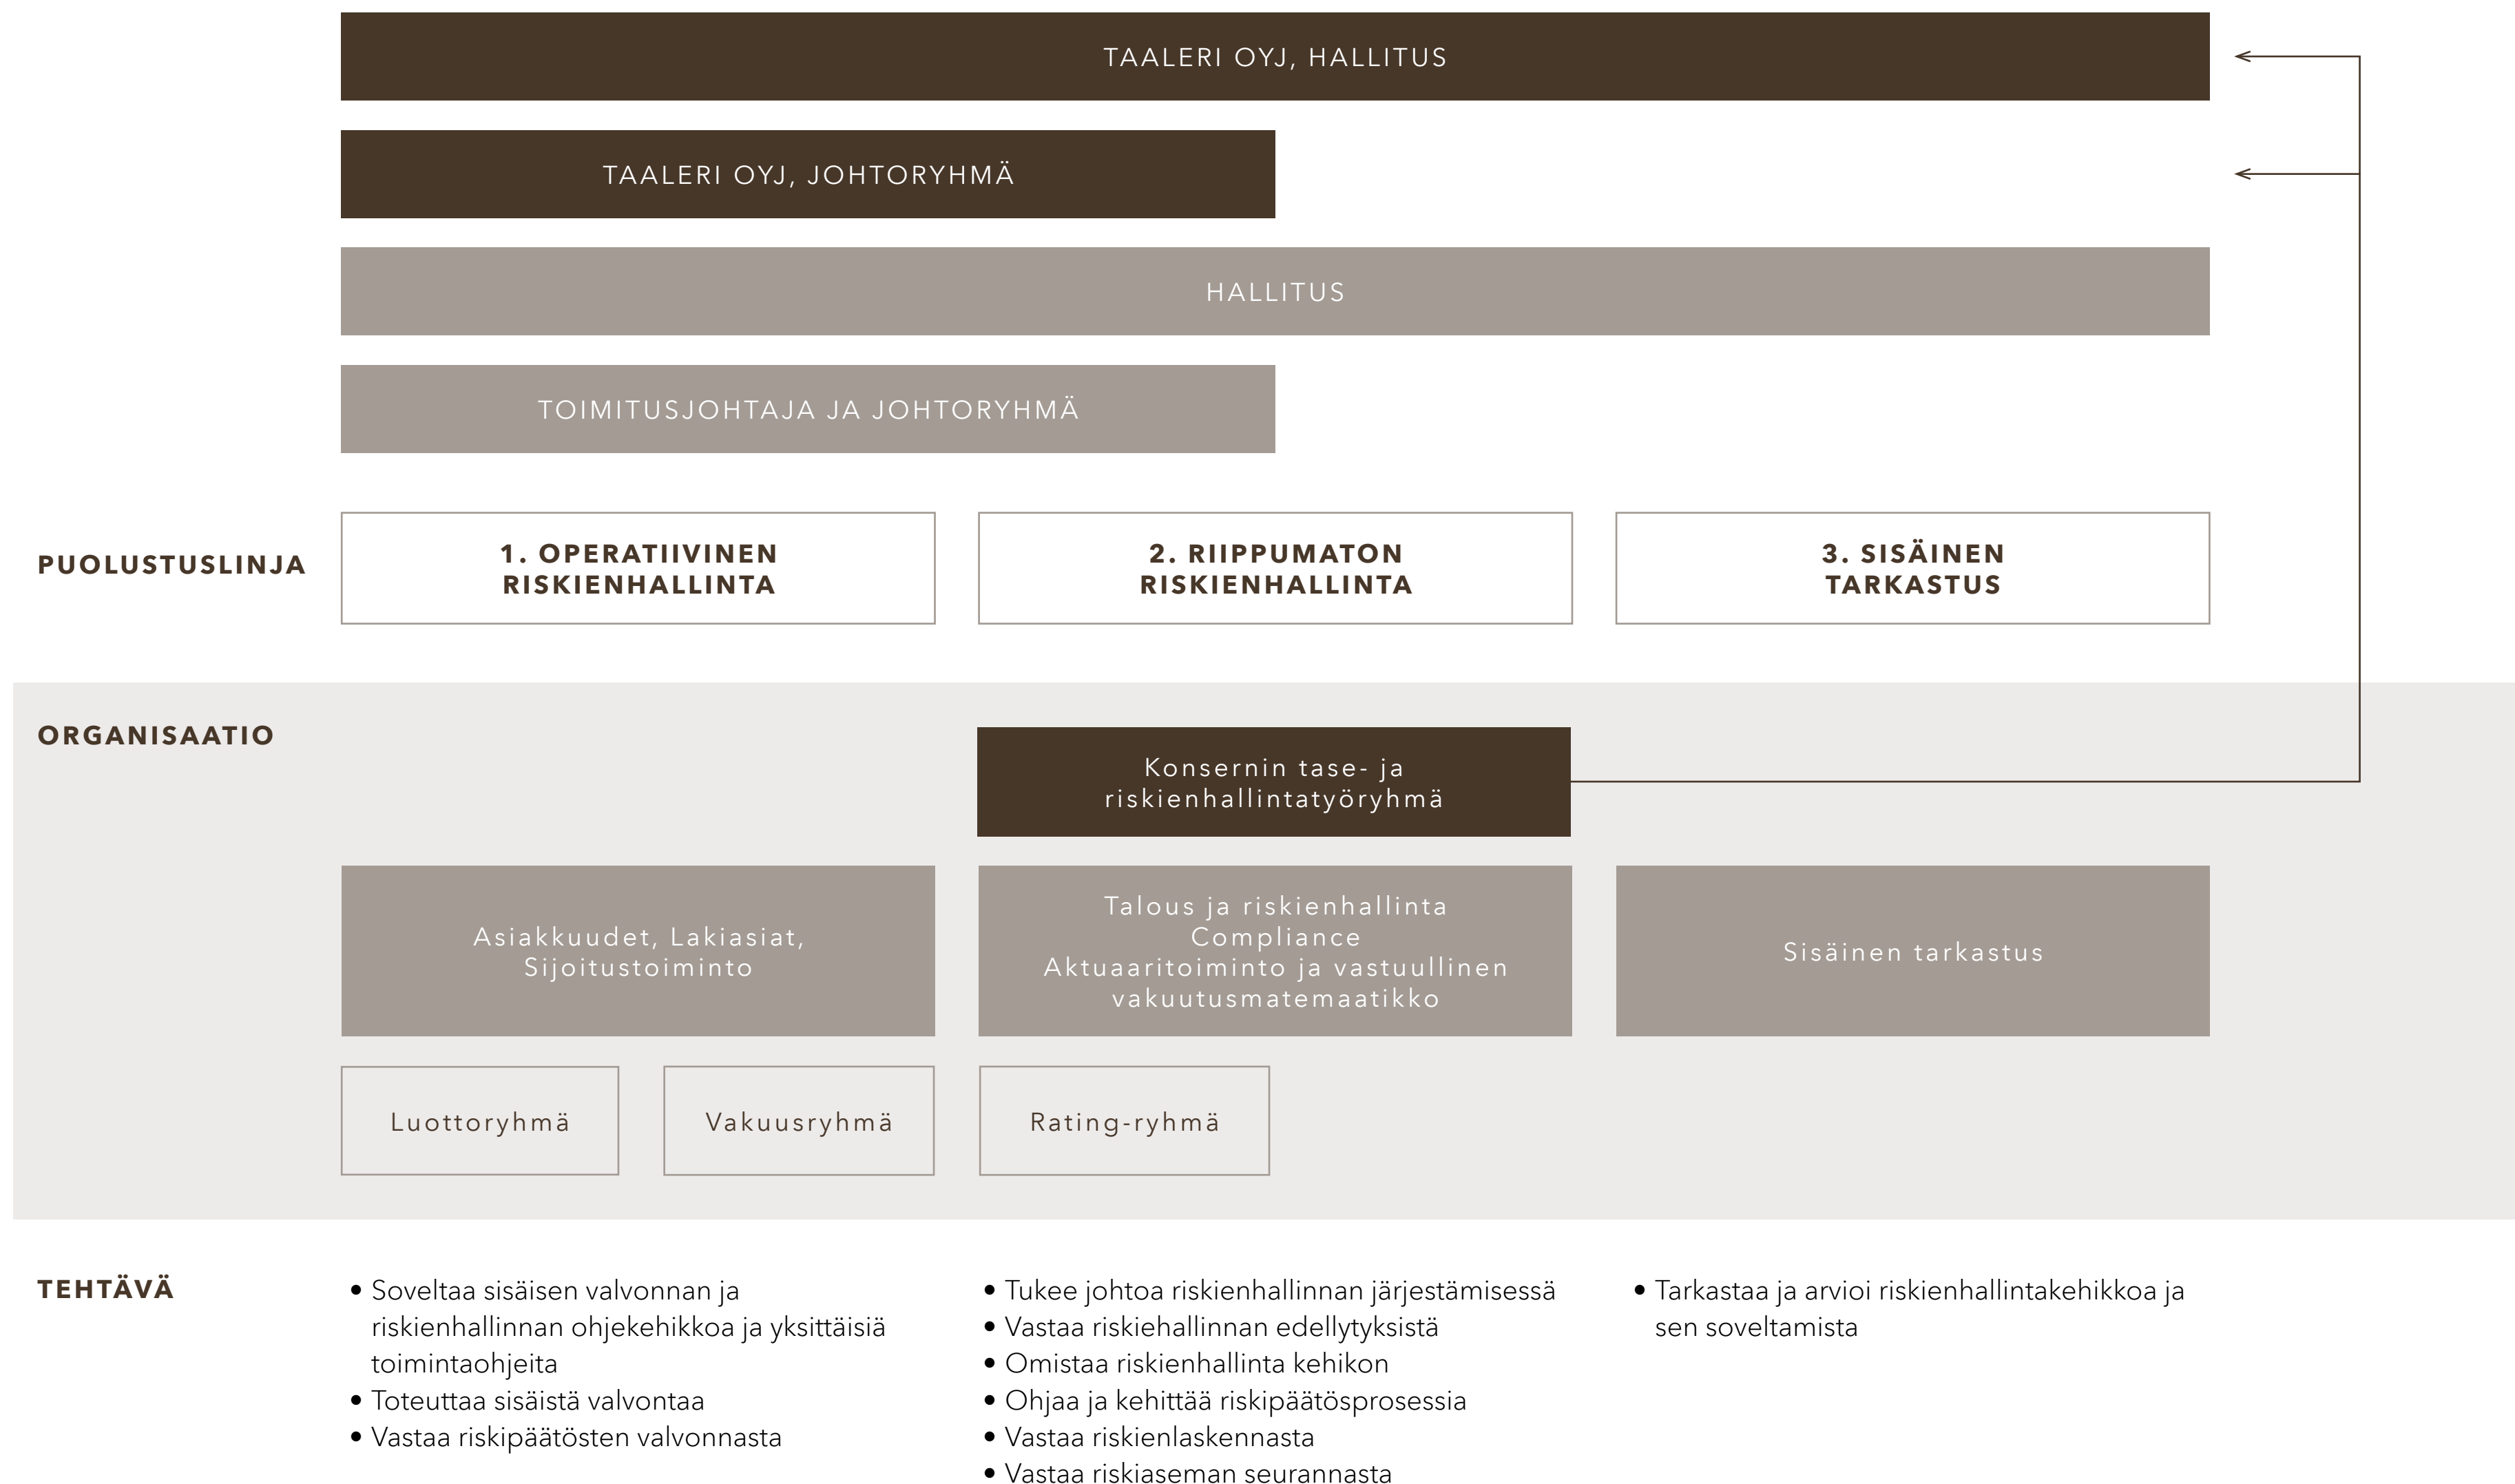 TAALERI OYJ, HALLITUS
TAALERI OYJ, JOHTORYHMÄ
HALLITUS
TOIMITUSJOHTAJA JA JOHTORYHMÄ
PUOLUSTUSLINJA
1. OPERATIIVINEN
RISKIENHALLINTA
2. RIIPPUMATON
RISKIENHALLINTA
3. SISÄINEN
TARKASTUS
ORGANISAATIO
Konsernin tase- ja
riskienhallintatyöryhmä
Asiakkuudet, Lakiasiat,
Sijoitustoiminto
Talous ja riskienhallinta
Compliance
Aktuaaritoiminto ja vastuullinen
vakuutusmatemaatikko
Sisäinen tarkastus
Luottoryhmä
Vakuusryhmä
Rating-ryhmä
TEHTÄVÄ
• Soveltaa sisäisen valvonnan ja
riskienhallinnan ohjekehikkoa ja yksittäisiä
toimintaohjeita
• Toteuttaa sisäistä valvontaa
• Vastaa riskipäätösten valvonnasta
• Tukee johtoa riskienhallinnan järjestämisessä
• Vastaa riskiehallinnan edellytyksistä
• Omistaa riskienhallinta kehikon
• Ohjaa ja kehittää riskipäätösprosessia
• Vastaa riskienlaskennasta
• Vastaa riskiaseman seurannasta
• Tarkastaa ja arvioi riskienhallintakehikkoa ja
sen soveltamista